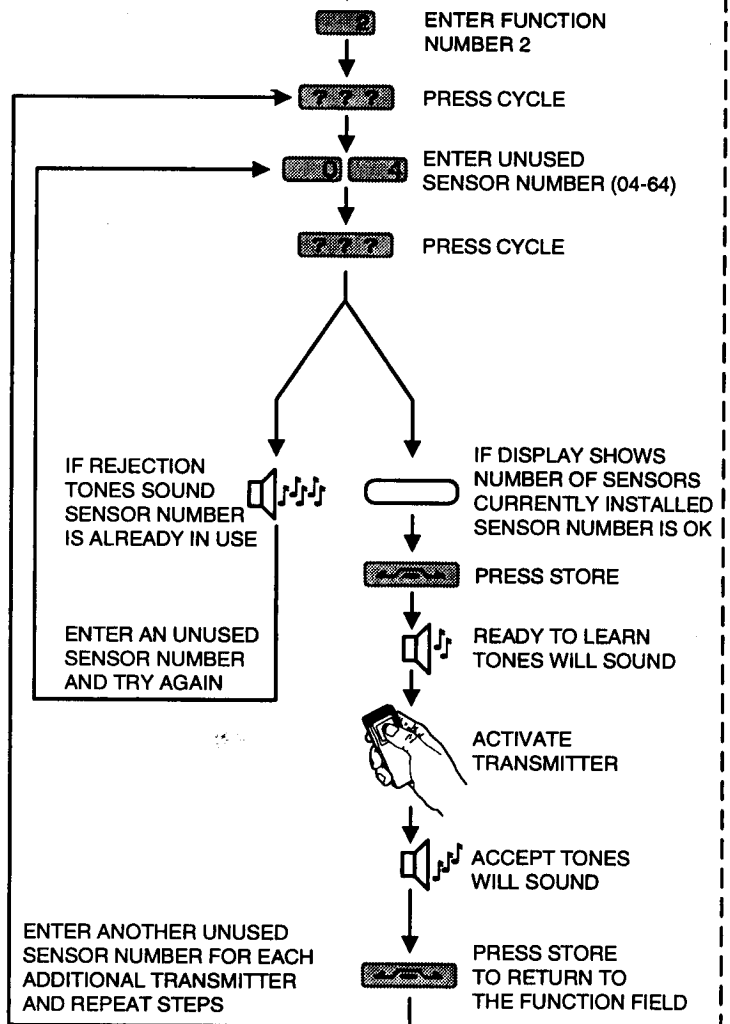 2
ENTER FUNCTION
NUMBER 2
? ? ?
PRESS CYCLE
0 4
ENTER UNUSED
SENSOR NUMBER (04-64)
? ? ?
PRESS CYCLE
IF REJECTION
TONES SOUND
SENSOR NUMBER
IS ALREADY IN USE
IF DISPLAY SHOWS
NUMBER OF SENSORS
CURRENTLY INSTALLED
SENSOR NUMBER IS OK
PRESS STORE
ENTER AN UNUSED
SENSOR NUMBER
AND TRY AGAIN
READY TO LEARN
TONES WILL SOUND
ACTIVATE
TRANSMITTER
ACCEPT TONES
WILL SOUND
ENTER ANOTHER UNUSED
SENSOR NUMBER FOR EACH
ADDITIONAL TRANSMITTER
AND REPEAT STEPS
PRESS STORE
TO RETURN TO
THE FUNCTION FIELD